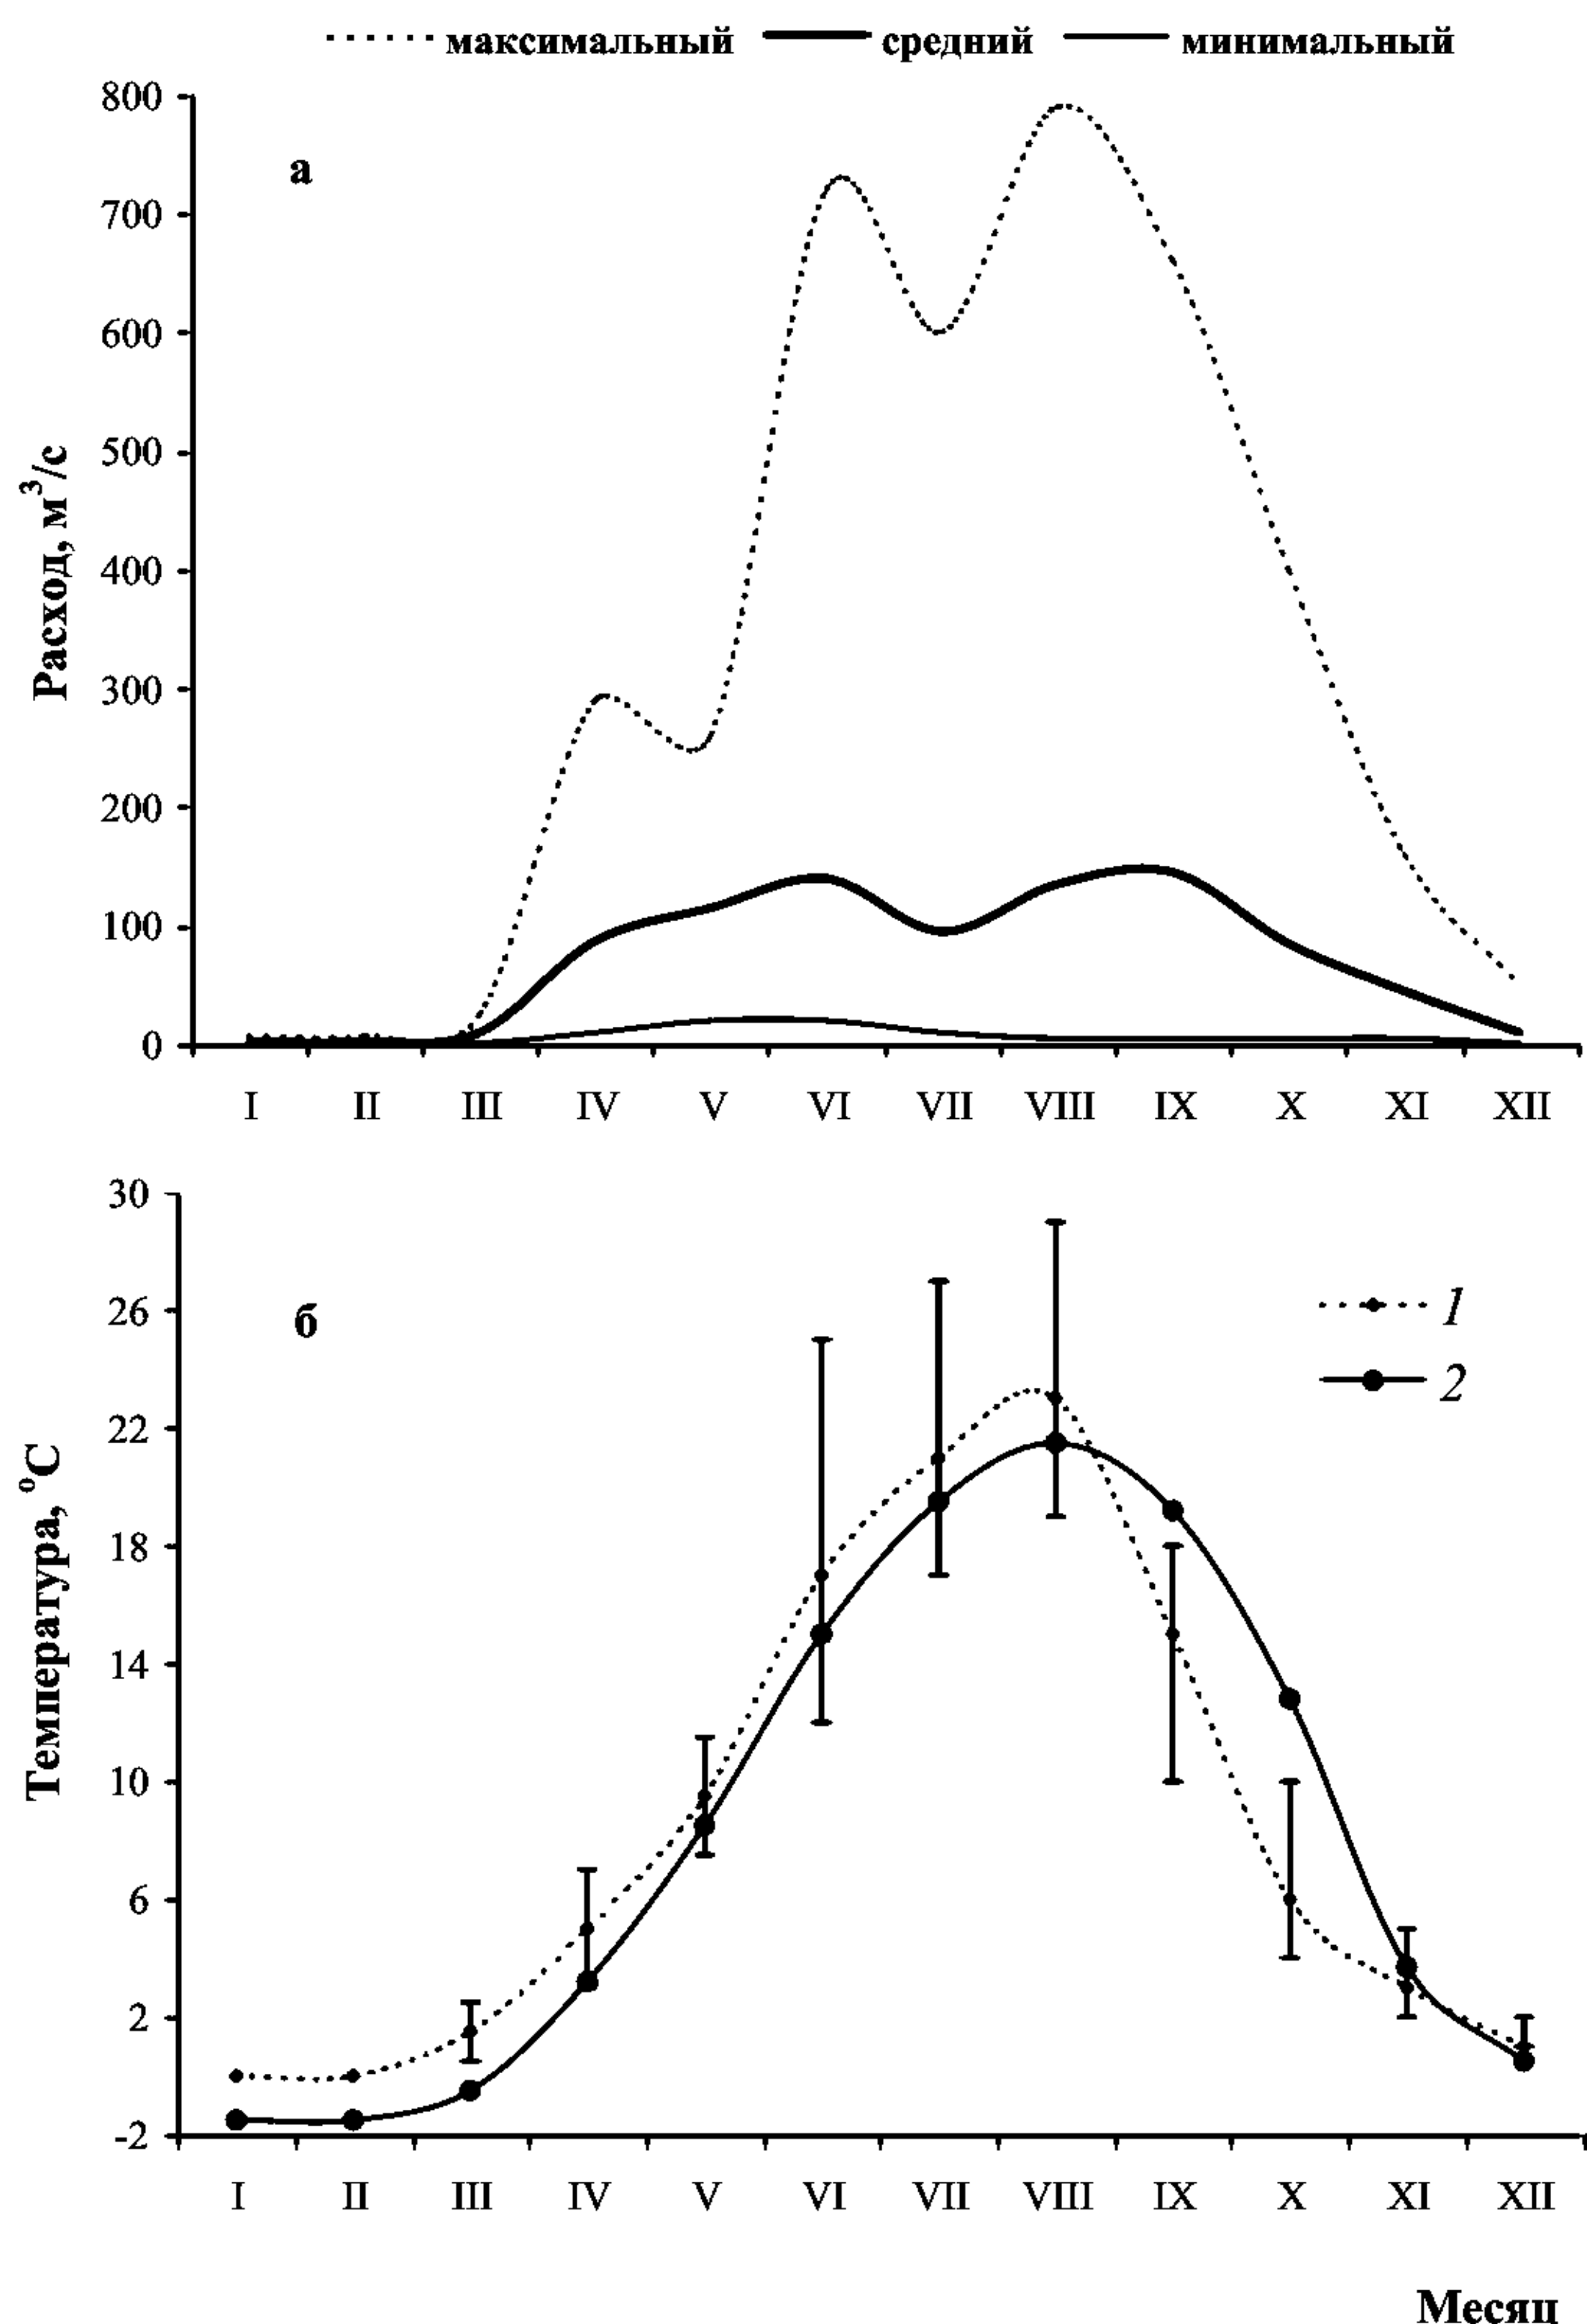 максимальный средний минимальный
800
а
700
600
500
400
300
200
100
0
Расход, м³/с
I II III IV V VI VII VIII IX X XI XII
30
26
б
1
2
22
18
14
10
6
2
-2
Температура, °С
I II III IV V VI VII VIII IX X XI XII
Месяц